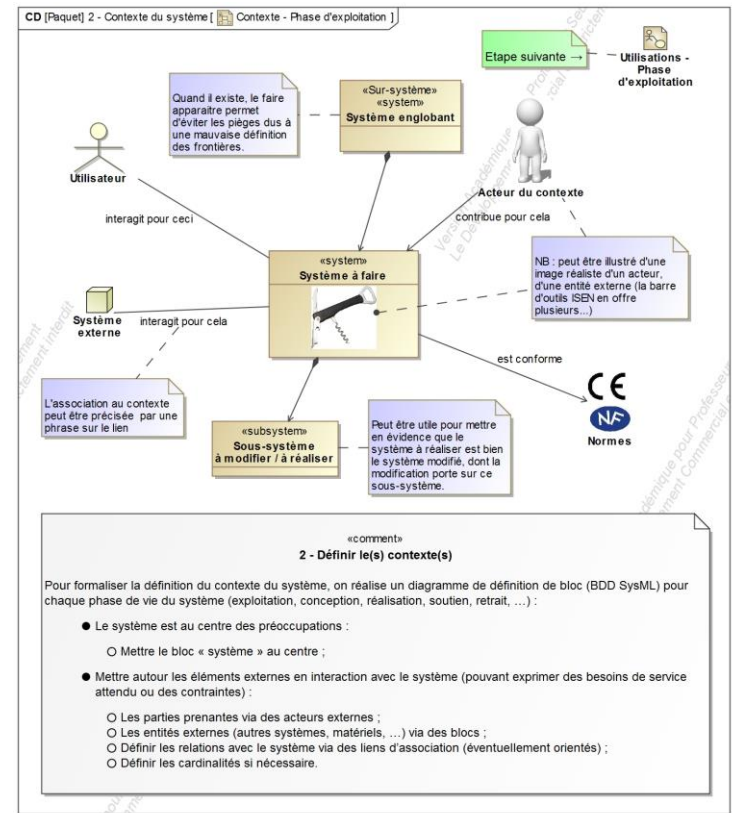 CD [Paquet] 2 - Contexte du système [ Contexte - Phase d'exploitation ]
Etape suivante →
Utilisations -
Phase
d'exploitation
Quand il existe, le faire
apparaitre permet
d'éviter les pièges dus à
une mauvaise définition
des frontières.
«Sur-système»
«system»
Système englobant
Utilisateur
Acteur du contexte
interagit pour ceci
contribue pour cela
«system»
Système à faire
NB : peut être illustré d'une
image réaliste d'un acteur,
d'une entité externe (la barre
d'outils ISEN en offre
plusieurs...)
Système
externe
interagit pour cela
est conforme
CE
NF
Normes
L'association au contexte
peut être précisée par une
phrase sur le lien
«subsystem»
Sous-système
à modifier / à réaliser
Peut être utile pour mettre
en évidence que le
système à réaliser est bien
le système modifié, dont la
modification porte sur ce
sous-système.
«comment»
2 - Définir le(s) contexte(s)
Pour formaliser la définition du contexte du système, on réalise un diagramme de définition de bloc (BDD SysML) pour
chaque phase de vie du système (exploitation, conception, réalisation, soutien, retrait, …) :
● Le système est au centre des préoccupations :
O Mettre le bloc « système » au centre ;
● Mettre autour les éléments externes en interaction avec le système (pouvant exprimer des besoins de service
attendu ou des contraintes) :
O Les parties prenantes via des acteurs externes ;
O Les entités externes (autres systèmes, matériels, …) via des blocs ;
O Définir les relations avec le système via des liens d'association (éventuellement orientés) ;
O Définir les cardinalités si nécessaire.